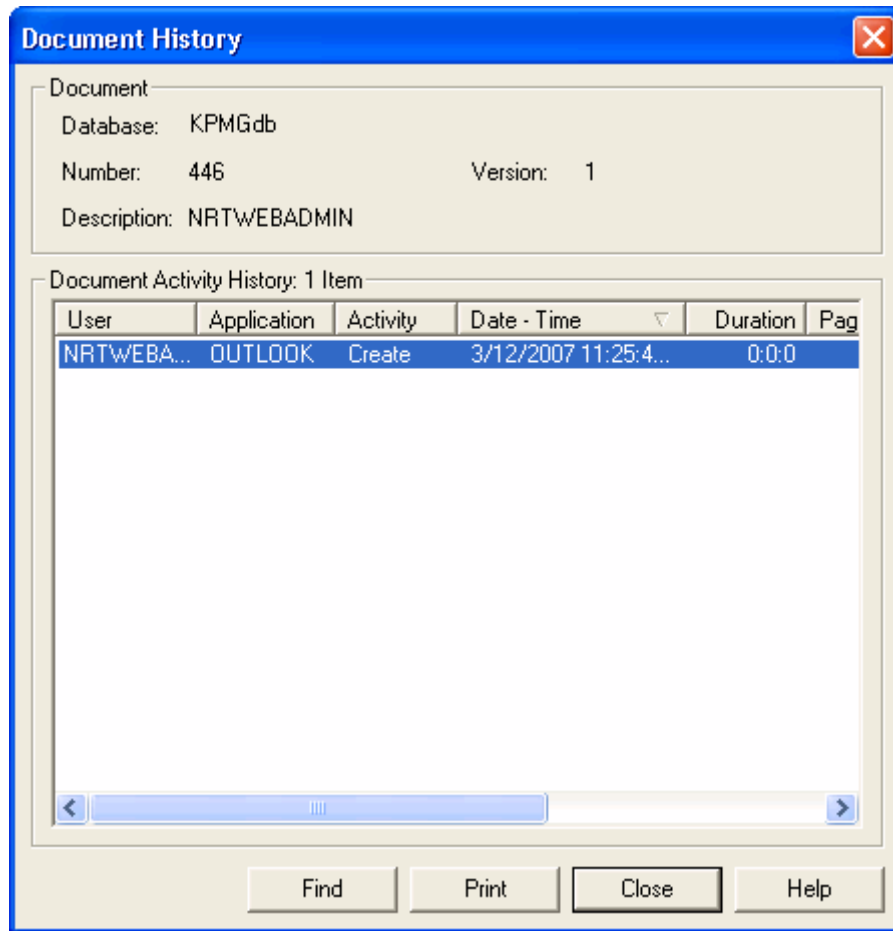 Document History
Document
Database: KPMGdb
Number: 446 Version: 1
Description: NRTWEBADMIN
Document Activity History: 1 Item
User Application Activity Date - Time Duration Pag
NRTWEBA... OUTLOOK Create 3/12/2007 11:25:4... 0:0:0
Find Print Close Help